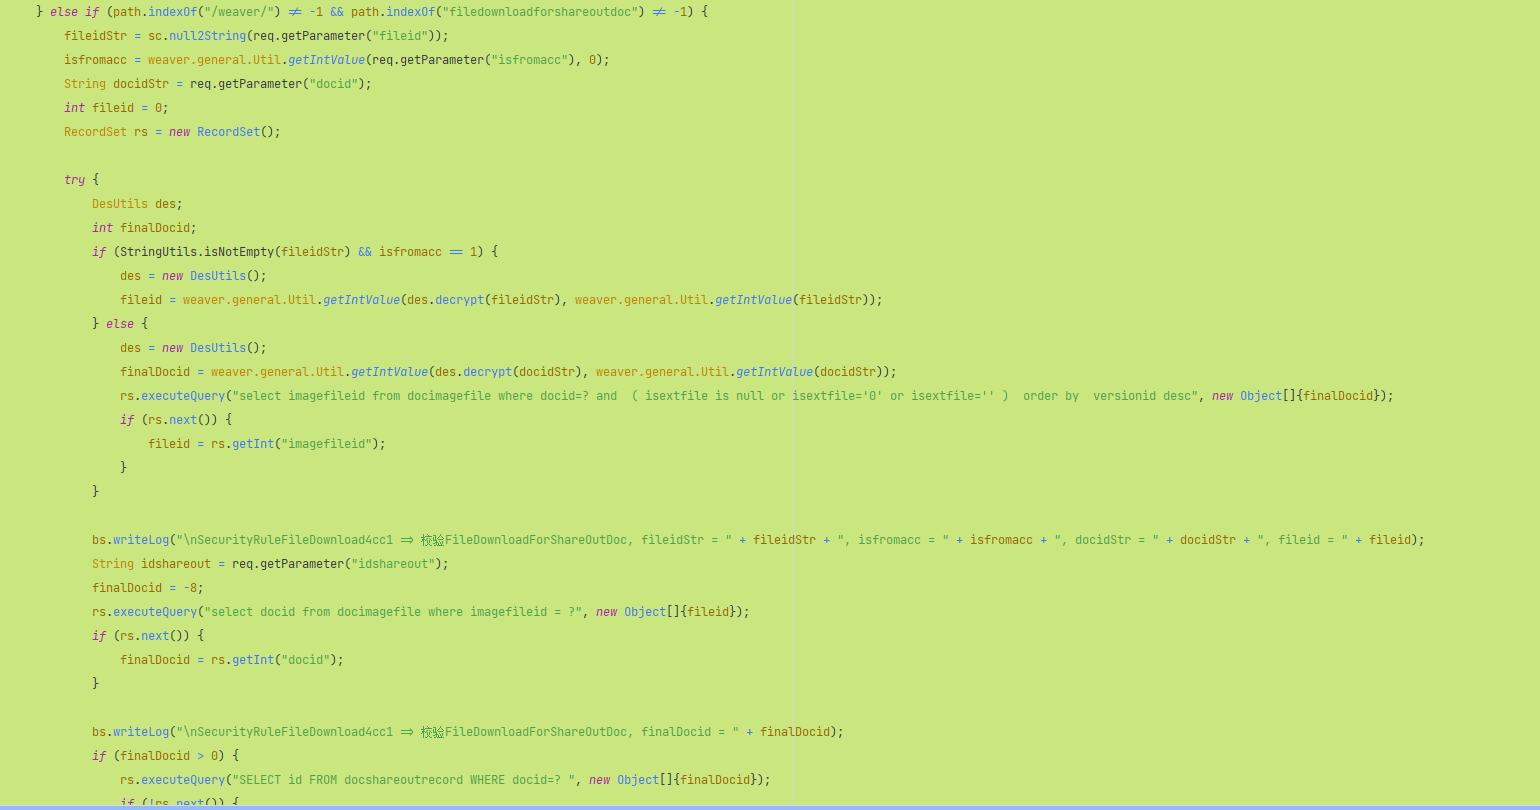 } else if (path.indexOf("/weaver/") != -1 && path.indexOf("filedownloadforshareoutdoc") != -1) {
fileidStr = sc.null2String(req.getParameter("fileid"));
isfromacc = weaver.general.Util.getIntValue(req.getParameter("isfromacc"), 0);
String docidStr = req.getParameter("docid");
int fileid = 0;
RecordSet rs = new RecordSet();
try {
DesUtils des;
int finalDocid;
if (StringUtils.isNotEmpty(fileidStr) && isfromacc == 1) {
des = new DesUtils();
fileid = weaver.general.Util.getIntValue(des.decrypt(fileidStr), weaver.general.Util.getIntValue(fileidStr));
} else {
des = new DesUtils();
finalDocid = weaver.general.Util.getIntValue(des.decrypt(docidStr), weaver.general.Util.getIntValue(docidStr));
rs.executeQuery("select imagefileid from docimagefile where docid=? and  ( isextfile is null or isextfile='0' or isextfile='' )  order by  versionid desc", new Object[]{finalDocid});
if (rs.next()) {
fileid = rs.getInt("imagefileid");
}
}
bs.writeLog("\nSecurityRuleFileDownload4cc1 => 校验FileDownloadForShareOutDoc, fileidStr = " + fileidStr + ", isfromacc = " + isfromacc + ", docidStr = " + docidStr + ", fileid = " + fileid);
String idshareout = req.getParameter("idshareout");
finalDocid = -8;
rs.executeQuery("select docid from docimagefile where imagefileid = ?", new Object[]{fileid});
if (rs.next()) {
finalDocid = rs.getInt("docid");
}
bs.writeLog("\nSecurityRuleFileDownload4cc1 => 校验FileDownloadForShareOutDoc, finalDocid = " + finalDocid);
if (finalDocid > 0) {
rs.executeQuery("SELECT id FROM docshareoutrecord WHERE docid=? ", new Object[]{finalDocid});
if (!rs.next()) {